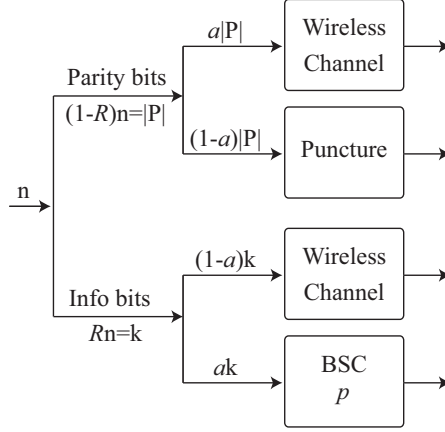 a|P|
Wireless
Channel
Parity bits
(1-R)n=|P|
(1-a)|P|
Puncture
n
(1-a)k
Wireless
Channel
Info bits
Rn=k
ak
BSC
p